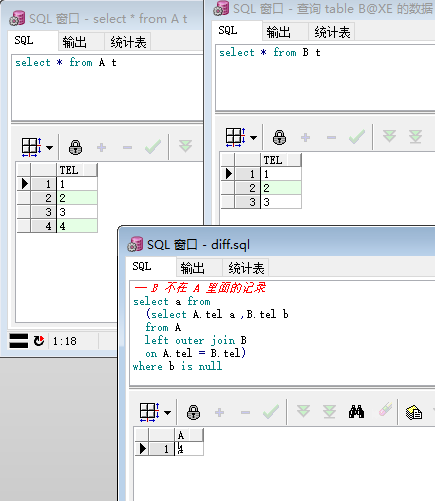 SQL 窗口 - select * from A t
SQL 输出 统计表
select * from A t
TEL
1 1
2 2
3 3
4 4
1:18
SQL 窗口 - 查询 table B@XE 的数据
SQL 输出 统计表
select * from B t
TEL
1 1
2 2
3 3
SQL 窗口 - diff.sql
SQL 输出 统计表
-- B 不在 A 里面的记录
select a from
(select A.tel a ,B.tel b
from A
left outer join B
on A.tel = B.tel)
where b is null
A
1 4